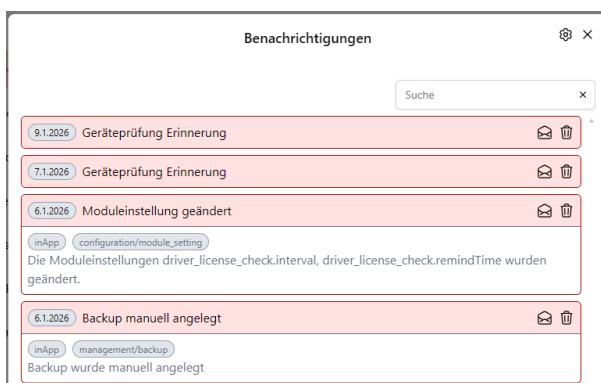 Benachrichtigungen
Suche
9.1.2026 Geräteprüfung Erinnerung
7.1.2026 Geräteprüfung Erinnerung
6.1.2026 Moduleinstellung geändert
inApp configuration/module_setting
Die Moduleinstellungen driver_license_check.interval, driver_license_check.remindTime wurden
geändert.
6.1.2026 Backup manuell angelegt
inApp management/backup
Backup wurde manuell angelegt